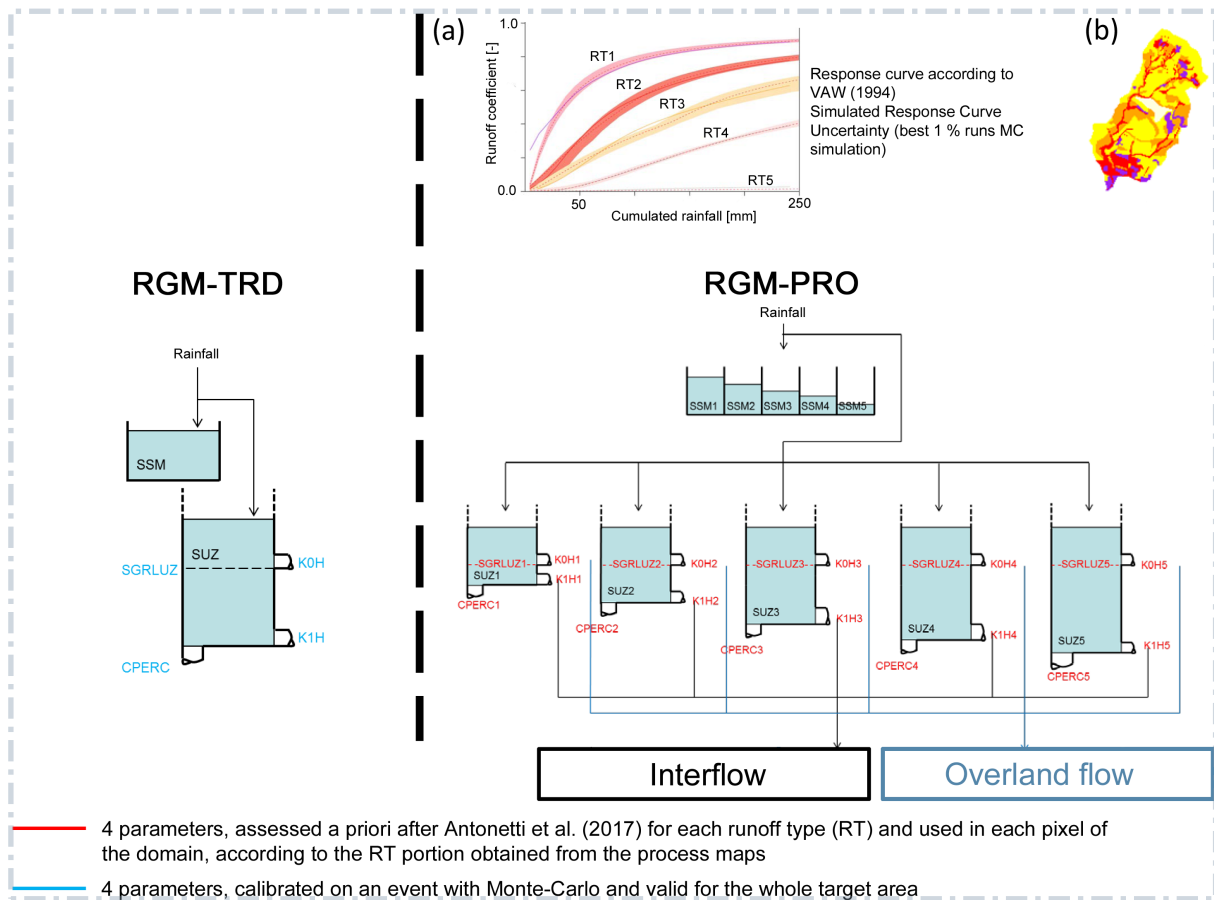 (a)
(b)
1.0
Runoff coefficient [-]
0.0
RT1
RT2
RT3
RT4
RT5
50
250
Cumulated rainfall [mm]
Response curve according to
VAW (1994)
Simulated Response Curve
Uncertainty (best 1 % runs MC
simulation)
RGM-TRD
Rainfall
SSM
SUZ
SGRLUZ
K0H
K1H
CPERC
RGM-PRO
Rainfall
SSM1
SSM2
SSM3
SSM4
SSM5
SGRLUZ1
SUZ1
K0H1
K1H1
CPERC1
SGRLUZ2
SUZ2
K0H2
K1H2
CPERC2
SGRLUZ3
SUZ3
K0H3
K1H3
CPERC3
SGRLUZ4
SUZ4
K0H4
K1H4
CPERC4
SGRLUZ5
SUZ5
K0H5
K1H5
CPERC5
Interflow
Overland flow
4 parameters, assessed a priori after Antonetti et al. (2017) for each runoff type (RT) and used in each pixel of
the domain, according to the RT portion obtained from the process maps
4 parameters, calibrated on an event with Monte-Carlo and valid for the whole target area